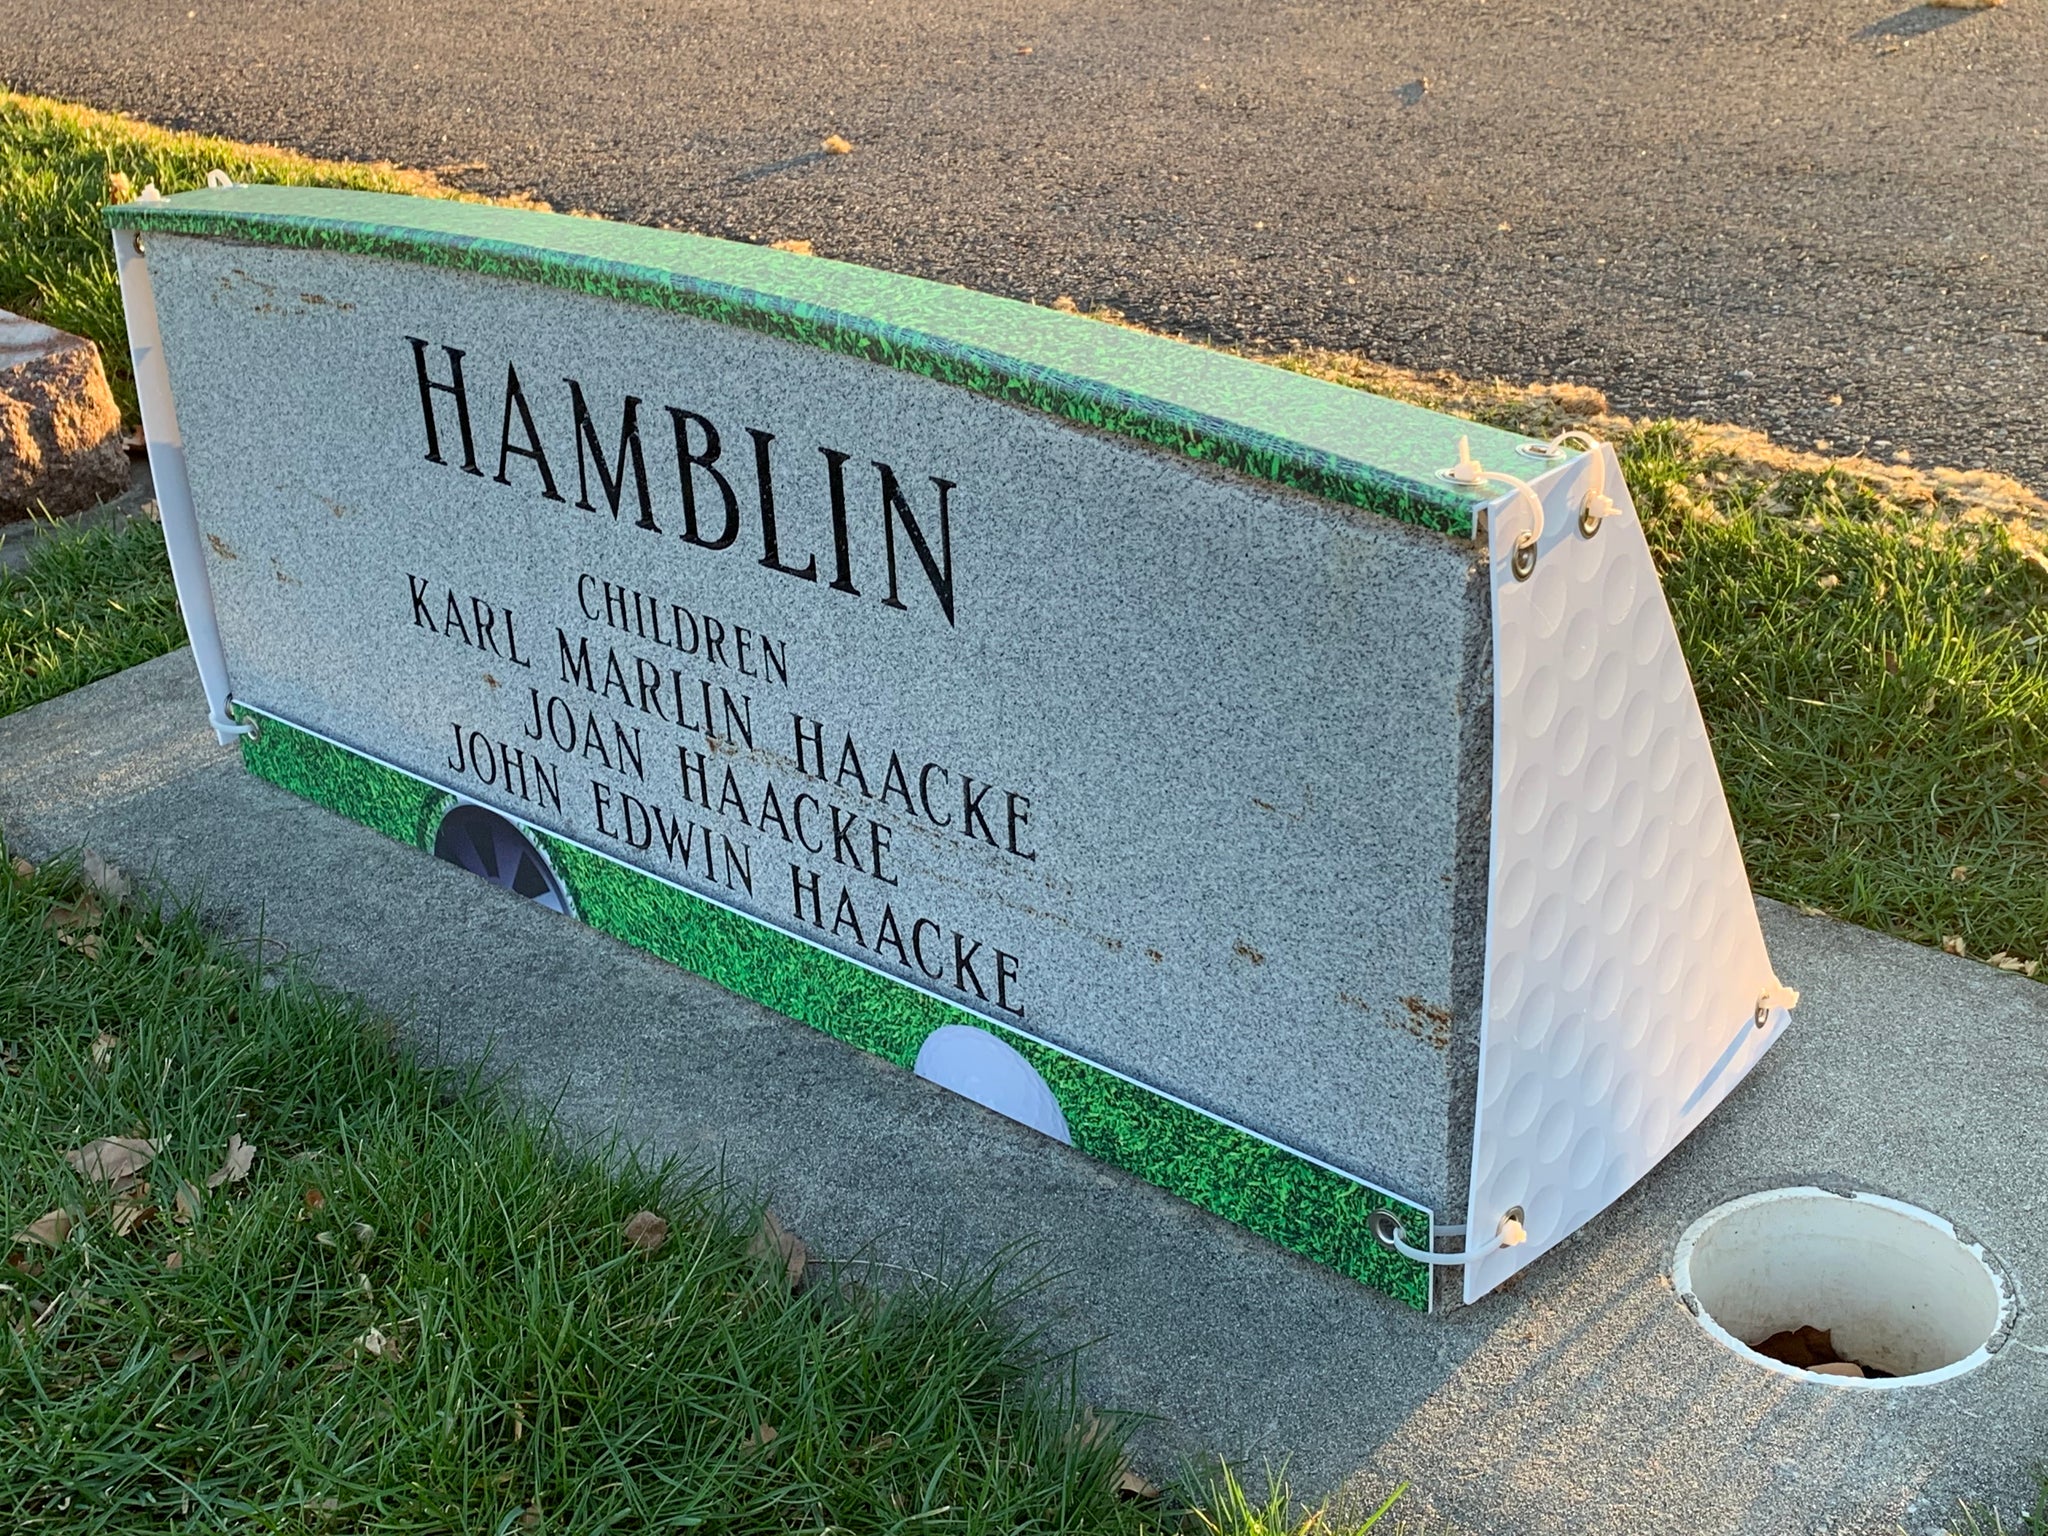 HAMBLIN
CHILDREN
KARL MARLIN HAACKE
JOAN HAACKE
JOHN EDWIN HAACKE